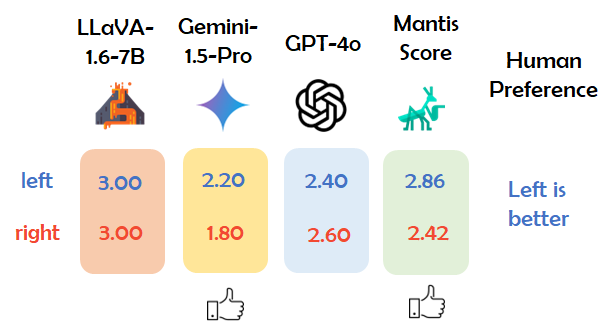 LLaVA-
1.6-7B
Gemini-
1.5-Pro
GPT-4o
Mantis
Score
Human
Preference
left 3.00 2.20 2.40 2.86
Left is
better
right 3.00 1.80 2.60 2.42